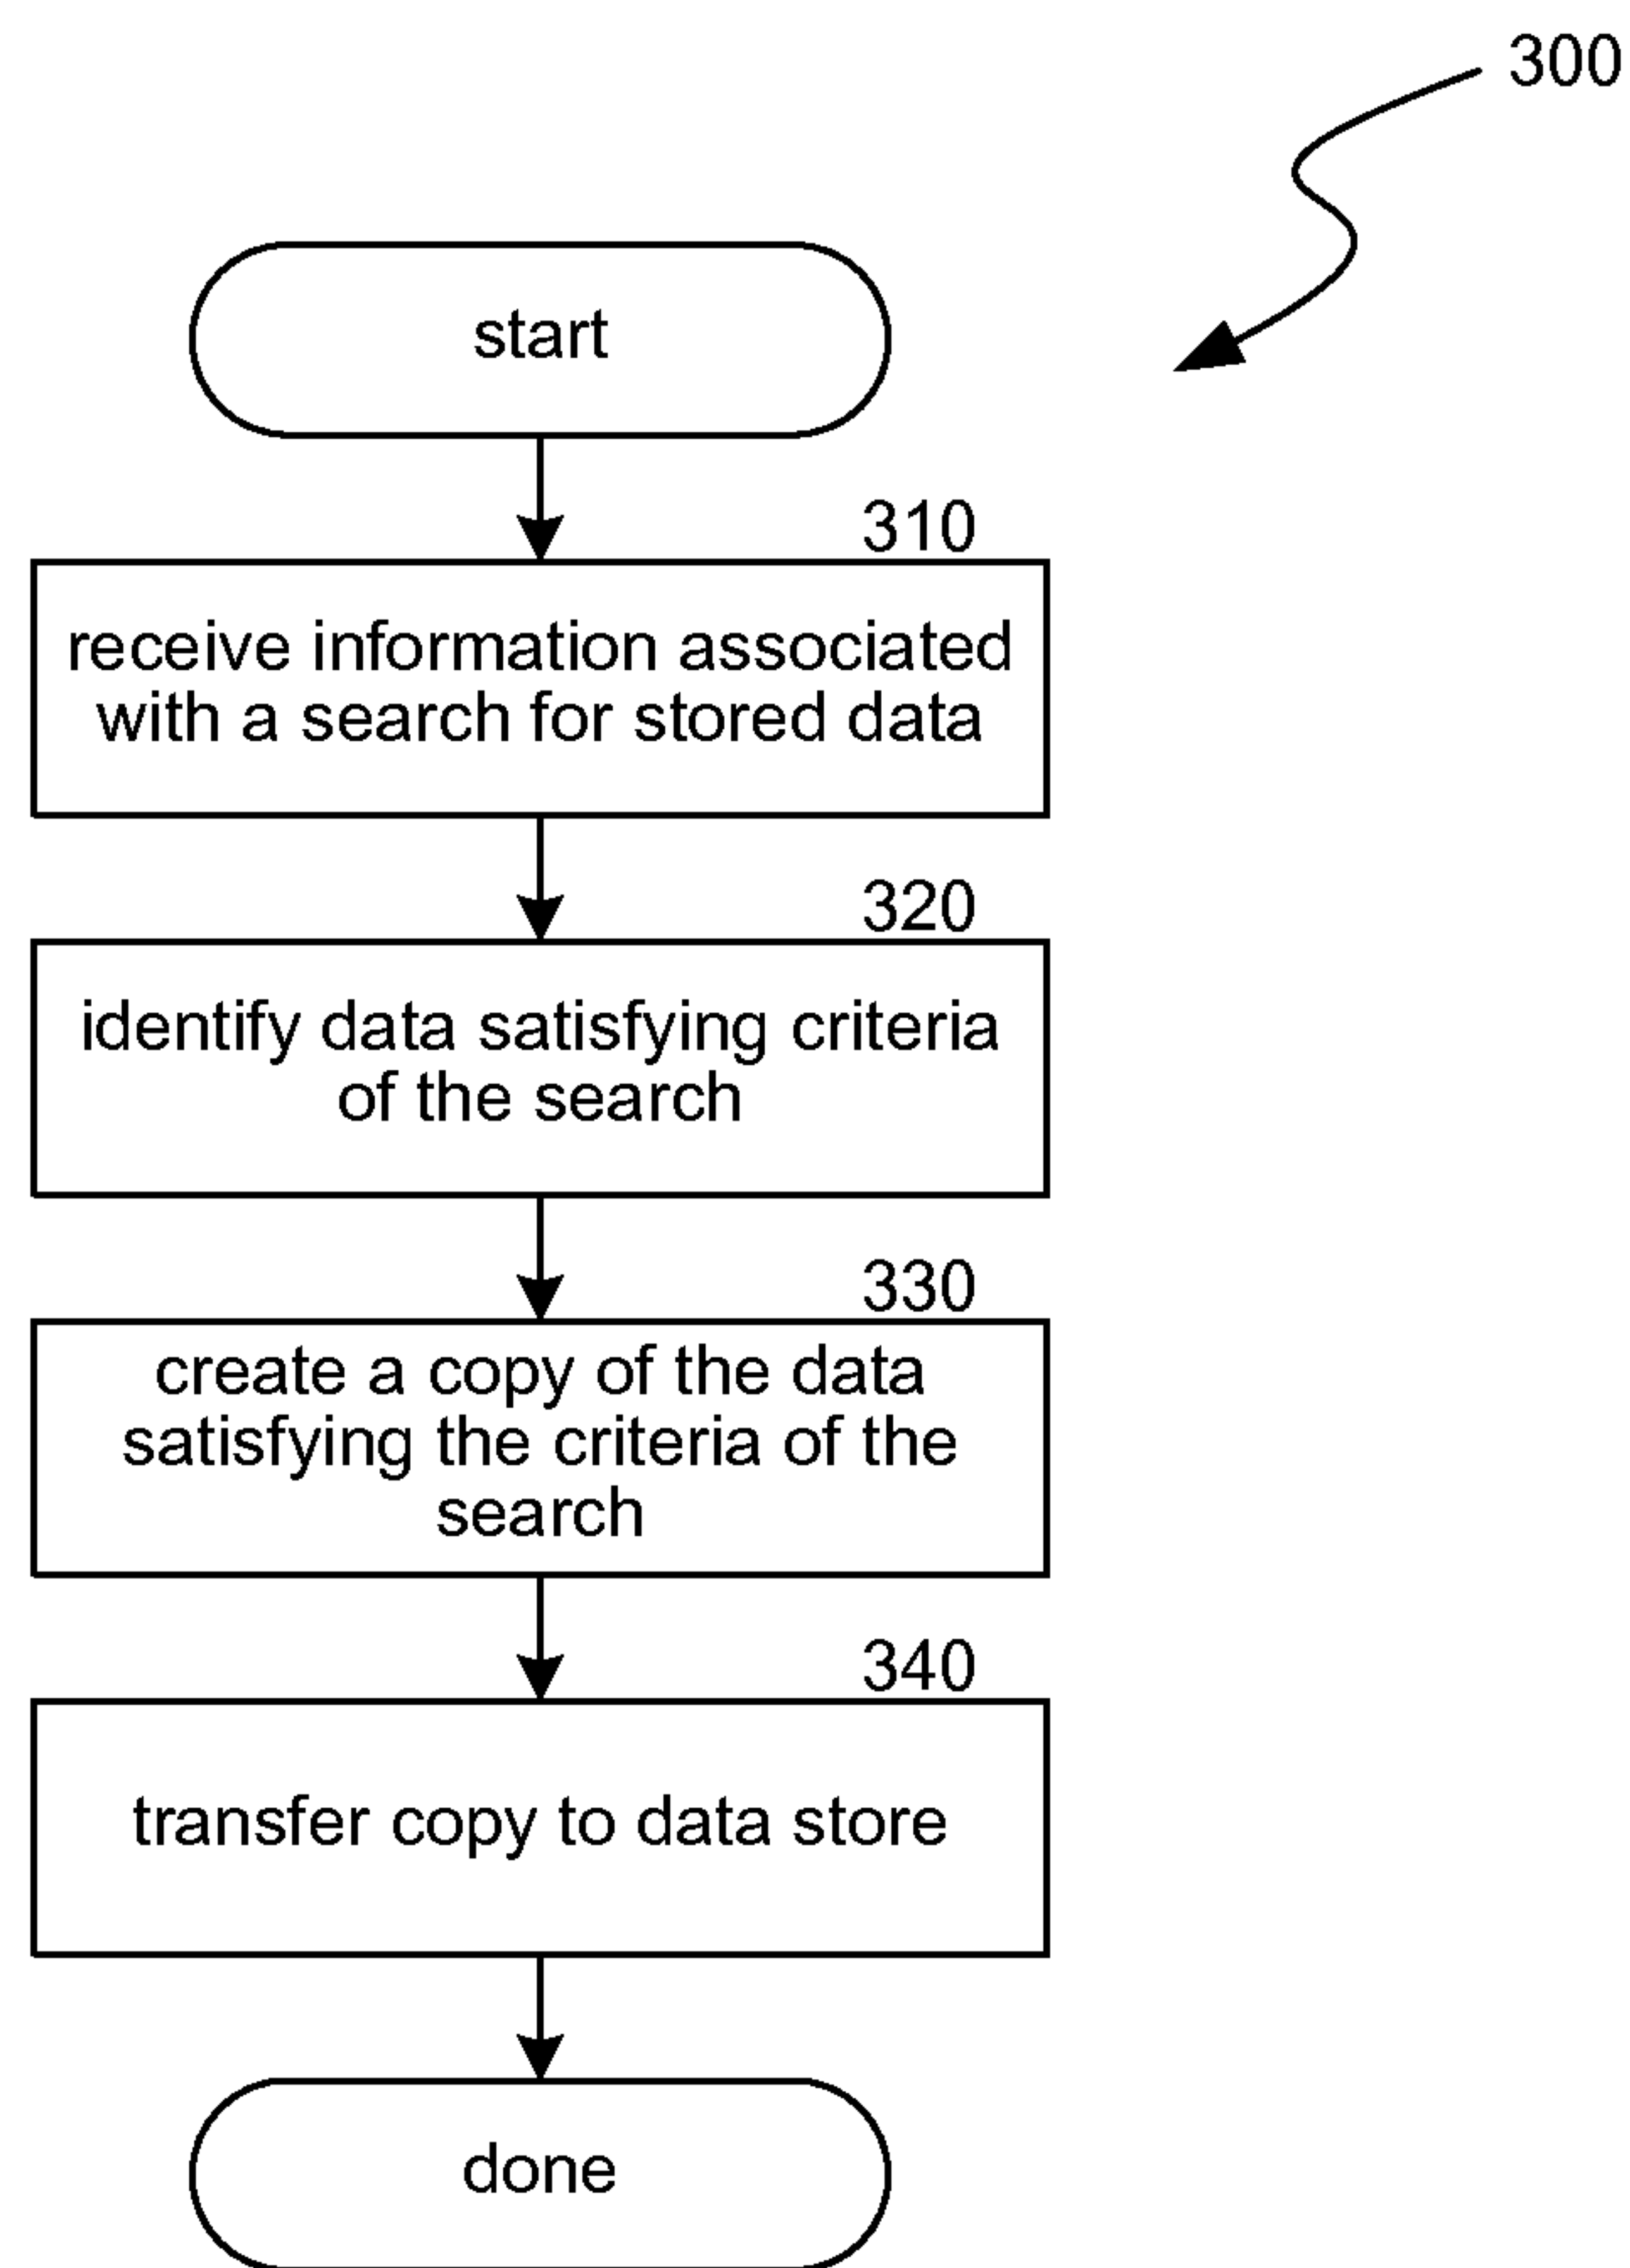 300
start
310
receive information associated
with a search for stored data
320
identify data satisfying criteria
of the search
330
create a copy of the data
satisfying the criteria of the
search
340
transfer copy to data store
done